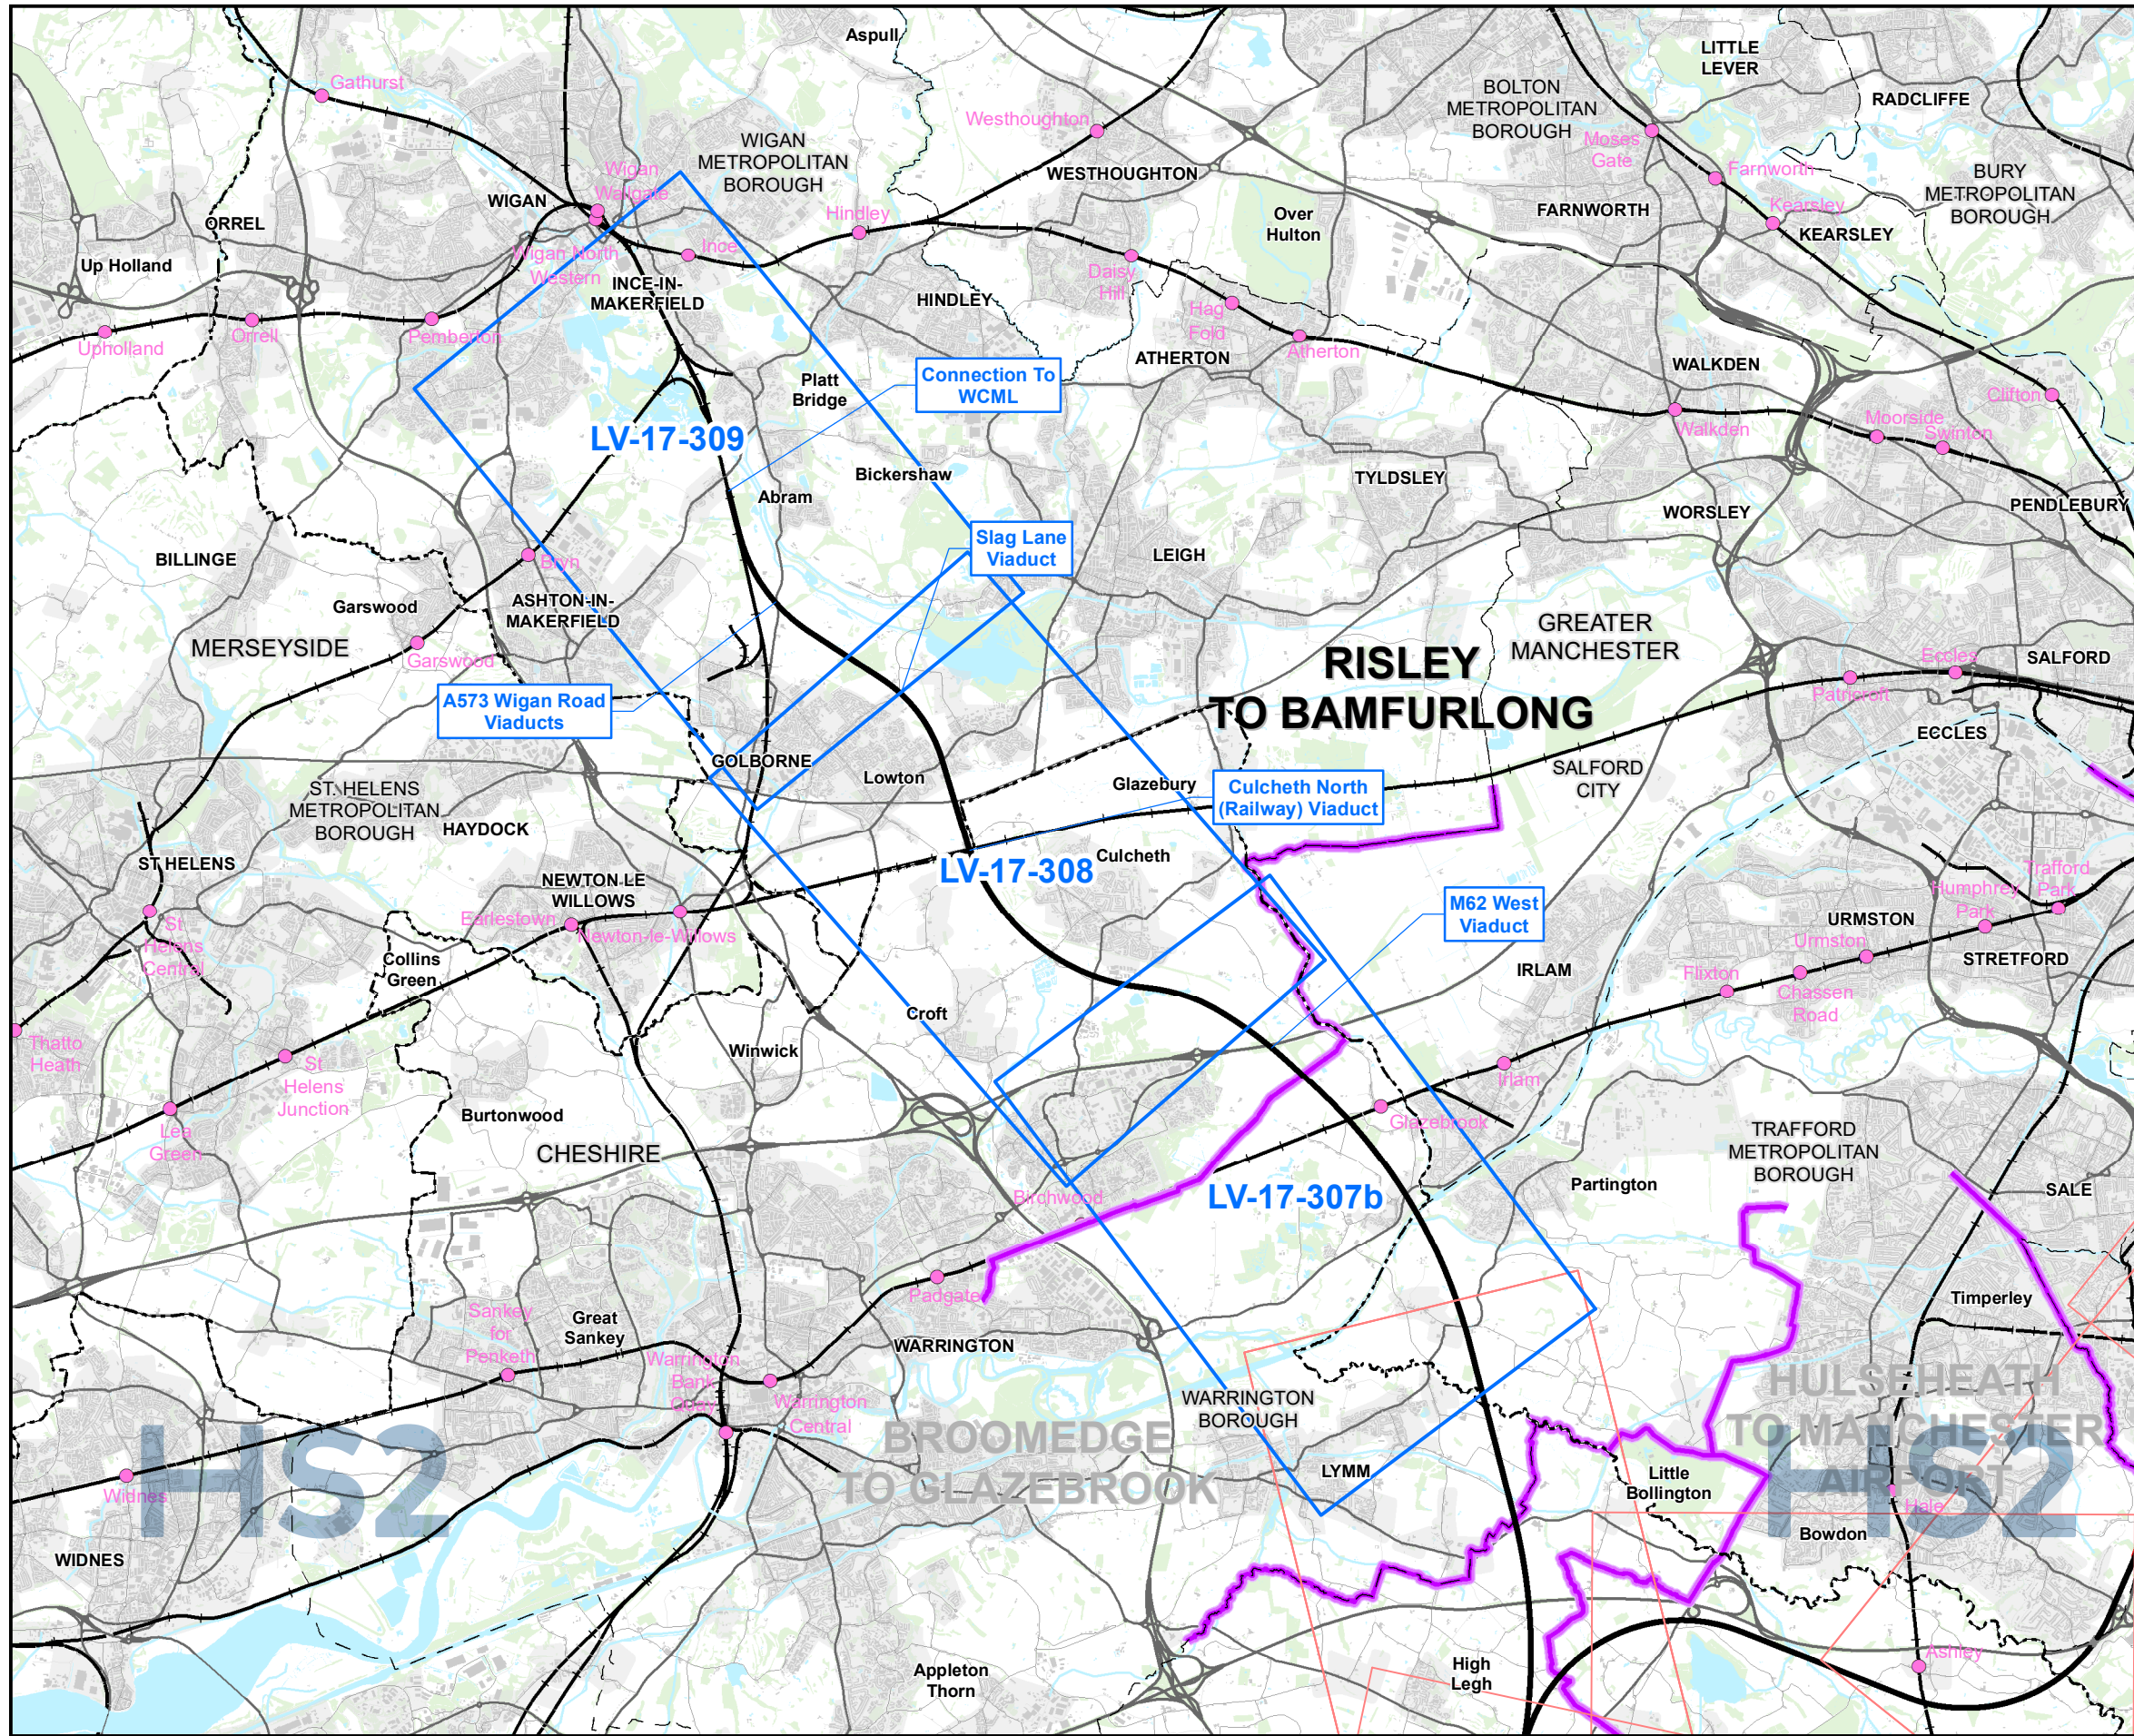 Aspull
LITTLE
LEVER
Gathurst
BOLTON
METROPOLITAN
BOROUGH
RADCLIFFE
Westhoughton
WIGAN
METROPOLITAN
BOROUGH
Moses
Gate
Farnworth
Wigan
Wallgate
WESTHOUGHTON
BURY
METROPOLITAN
BOROUGH
WIGAN
ORREL
Hindley
Over
Hulton
FARNWORTH
Kearsley
KEARSLEY
Up Holland
Wigan North
Western
Ince
INCE-IN-
MAKERFIELD
HINDLEY
Daisy
Hill
Hag
Fold
Upholland
Orrell
Pemberton
ATHERTON
Atherton
WALKDEN
Connection To
WCML
Platt
Bridge
Clifton
Walkden
Moorside
Swinton
LV-17-309
Bickershaw
Abram
TYLDSLEY
WORSLEY
PENDLEBURY
BILLINGE
Bryn
Slag Lane
Viaduct
LEIGH
Garswood
ASHTON-IN-
MAKERFIELD
MERSEYSIDE
Garswood
GREATER
MANCHESTER
RISLEY
TO BAMFURLONG
Eccles
SALFORD
Patricroft
A573 Wigan Road
Viaducts
ECCLES
GOLBORNE
Lowton
Glazebury
SALFORD
CITY
Culcheth North
(Railway) Viaduct
ST. HELENS
METROPOLITAN
BOROUGH
HAYDOCK
ST HELENS
LV-17-308
Culcheth
NEWTON LE
WILLOWS
Earlestown
Newton-le-Willows
Trafford
Park
Humphrey
Park
M62 West
Viaduct
URMSTON
Urmston
St
Helens
Central
Collins
Green
IRLAM
Flixton
Chassen
Road
STRETFORD
Croft
Thatto
Heath
St
Helens
Junction
Winwick
Irlam
Lea
Green
Burtonwood
Glazebrook
CHESHIRE
TRAFFORD
METROPOLITAN
BOROUGH
Birchwood
LV-17-307b
Partington
SALE
Padgate
Timperley
Sankey
for
Penketh
Great
Sankey
WARRINGTON
Warrington
Bank
Quay
Warrington
Central
WARRINGTON
BOROUGH
HULSEHEATH
TO MANCHESTER
AIRPORT
BROOMEDGE
TO GLAZEBROOK
HS2
HS2
LYMM
Little
Bollington
Widnes
Hale
Bowdon
WIDNES
Appleton
Thorn
High
Legh
Ashley